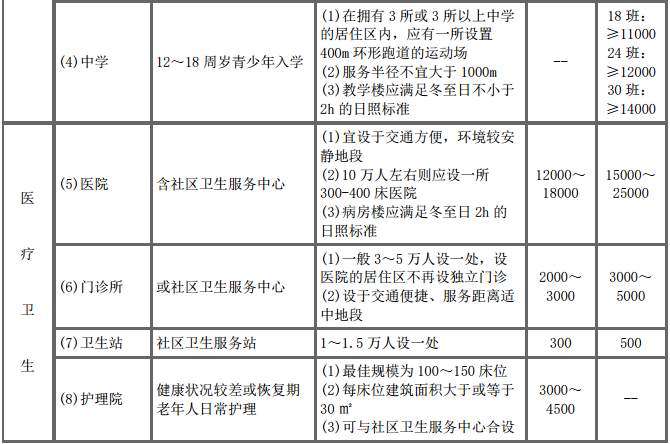 (4)中学
12～18 周岁青少年入学
(1)在拥有 3 所或 3 所以上中学
的居住区内，应有一所设置
400m 环形跑道的运动场
(2)服务半径不宜大于 1000m
(3)教学楼应满足冬至日不小于
2h 的日照标准
--
18 班：
≥11000
24 班：
≥12000
30 班：
≥14000
医
疗
卫
生
(5)医院
含社区卫生服务中心
(1)宜设于交通方便，环境较安
静地段
(2)10 万人左右则应设一所
300-400 床医院
(3)病房楼应满足冬至日 2h 的
日照标准
12000～
18000
15000～
25000
(6)门诊所
或社区卫生服务中心
(1)一般 3～5 万人设一处，设
医院的居住区不再设独立门诊
(2)设于交通便捷、服务距离适
中地段
2000～
3000
3000～
5000
(7)卫生站
社区卫生服务站
1～1.5 万人设一处
300
500
(8)护理院
健康状况较差或恢复期
老年人日常护理
(1)最佳规模为 100～150 床位
(2)每床位建筑面积大于或等于
30 ㎡
(3)可与社区卫生服务中心合设
3000～
4500
--